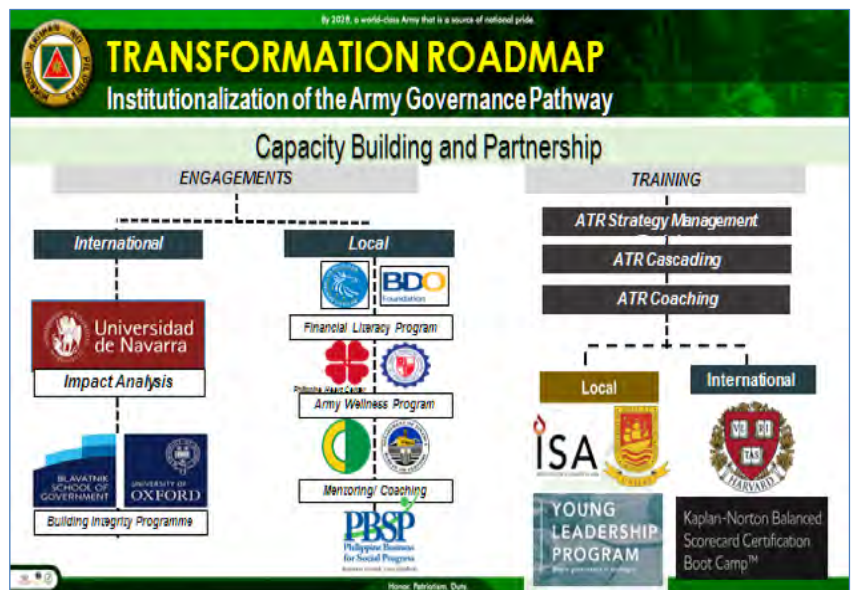 By 2028, a world-class Army that is a source of national pride.
TRANSFORMATION ROADMAP
Institutionalization of the Army Governance Pathway
Capacity Building and Partnership
ENGAGEMENTS
International
Universidad
de Navarra
Impact Analysis
BLAVATNIK
SCHOOL OF
GOVERNMENT
UNIVERSITY OF
OXFORD
Building Integrity Programme
Local
BDO
Foundation
Financial Literacy Program
Army Wellness Program
Mentoring/ Coaching
PBSP
Philippine Business
for Social Progress
TRAINING
ATR Strategy Management
ATR Cascading
ATR Coaching
Local
ISA
YOUNG
LEADERSHIP
PROGRAM
International
VE RI
TAS
HARVARD
Kaplan-Norton Balanced
Scorecard Certification
Boot Camp™
Honor. Patriotism. Duty.